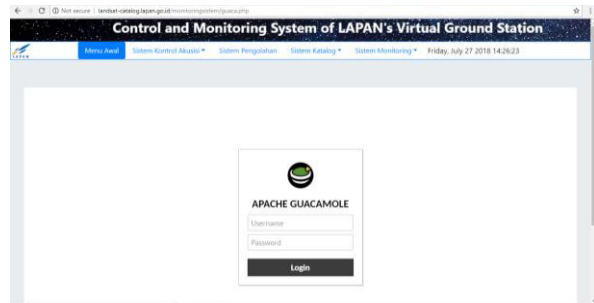 Not secure | landsat-catalog.lapan.go.id/monitoringsystem/guaca.php
Control and Monitoring System of LAPAN's Virtual Ground Station
LAPAN
Menu Awal Sistem Kontrol Akuisisi Sistem Pengolahan Sistem Katalog Sistem Monitoring Friday, July 27 2018 14:26:23
APACHE GUACAMOLE
Username
Password
Login